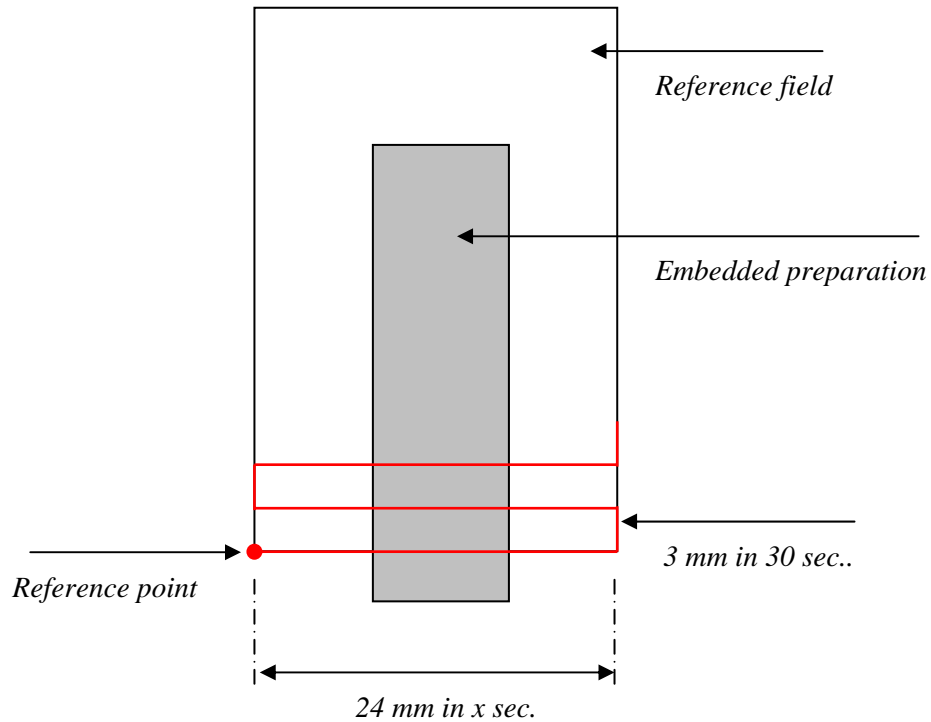 Reference field
Embedded preparation
3 mm in 30 sec..
Reference point
24 mm in x sec.